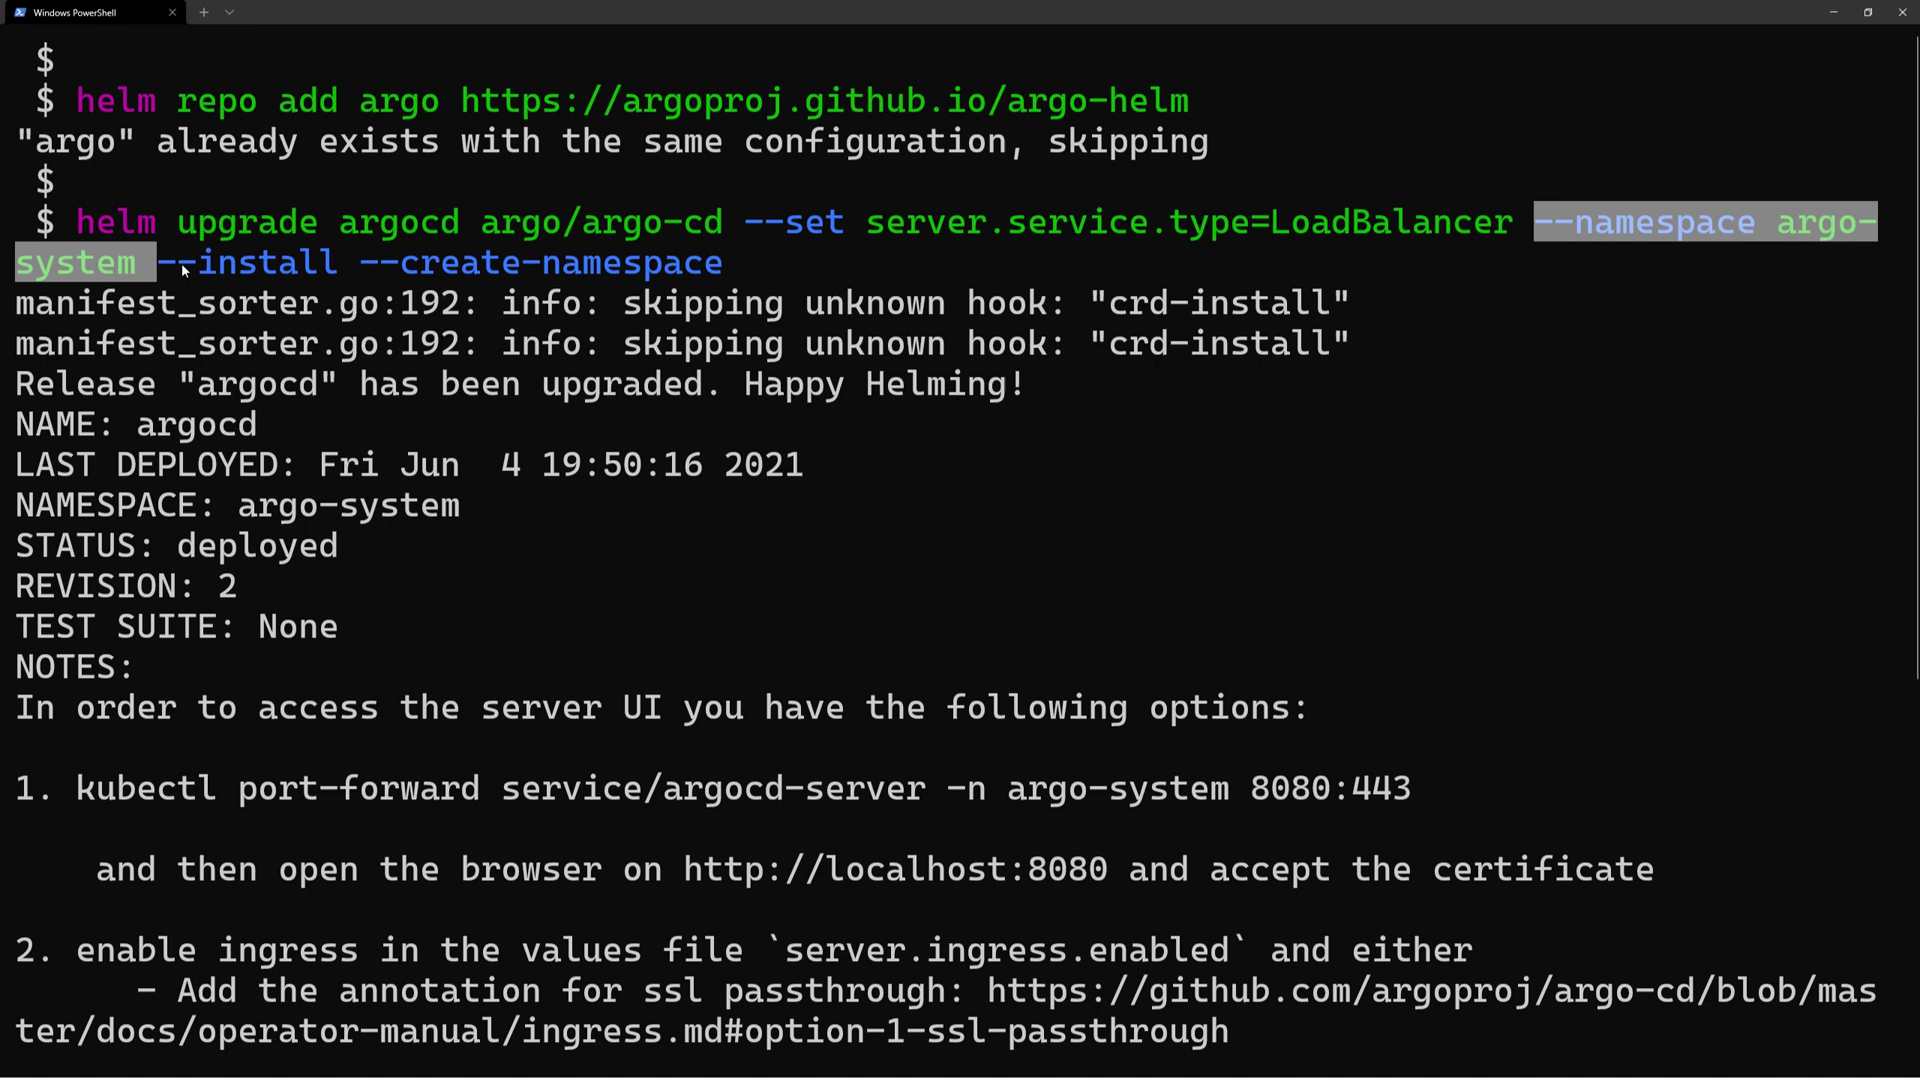 Windows PowerShell
$
$ helm repo add argo https://argoproj.github.io/argo-helm
"argo" already exists with the same configuration, skipping
$
$ helm upgrade argocd argo/argo-cd --set server.service.type=LoadBalancer --namespace argo-
system --install --create-namespace
manifest_sorter.go:192: info: skipping unknown hook: "crd-install"
manifest_sorter.go:192: info: skipping unknown hook: "crd-install"
Release "argocd" has been upgraded. Happy Helming!
NAME: argocd
LAST DEPLOYED: Fri Jun  4 19:50:16 2021
NAMESPACE: argo-system
STATUS: deployed
REVISION: 2
TEST SUITE: None
NOTES:
In order to access the server UI you have the following options:
1. kubectl port-forward service/argocd-server -n argo-system 8080:443
and then open the browser on http://localhost:8080 and accept the certificate
2. enable ingress in the values file `server.ingress.enabled` and either
- Add the annotation for ssl passthrough: https://github.com/argoproj/argo-cd/blob/mas
ter/docs/operator-manual/ingress.md#option-1-ssl-passthrough